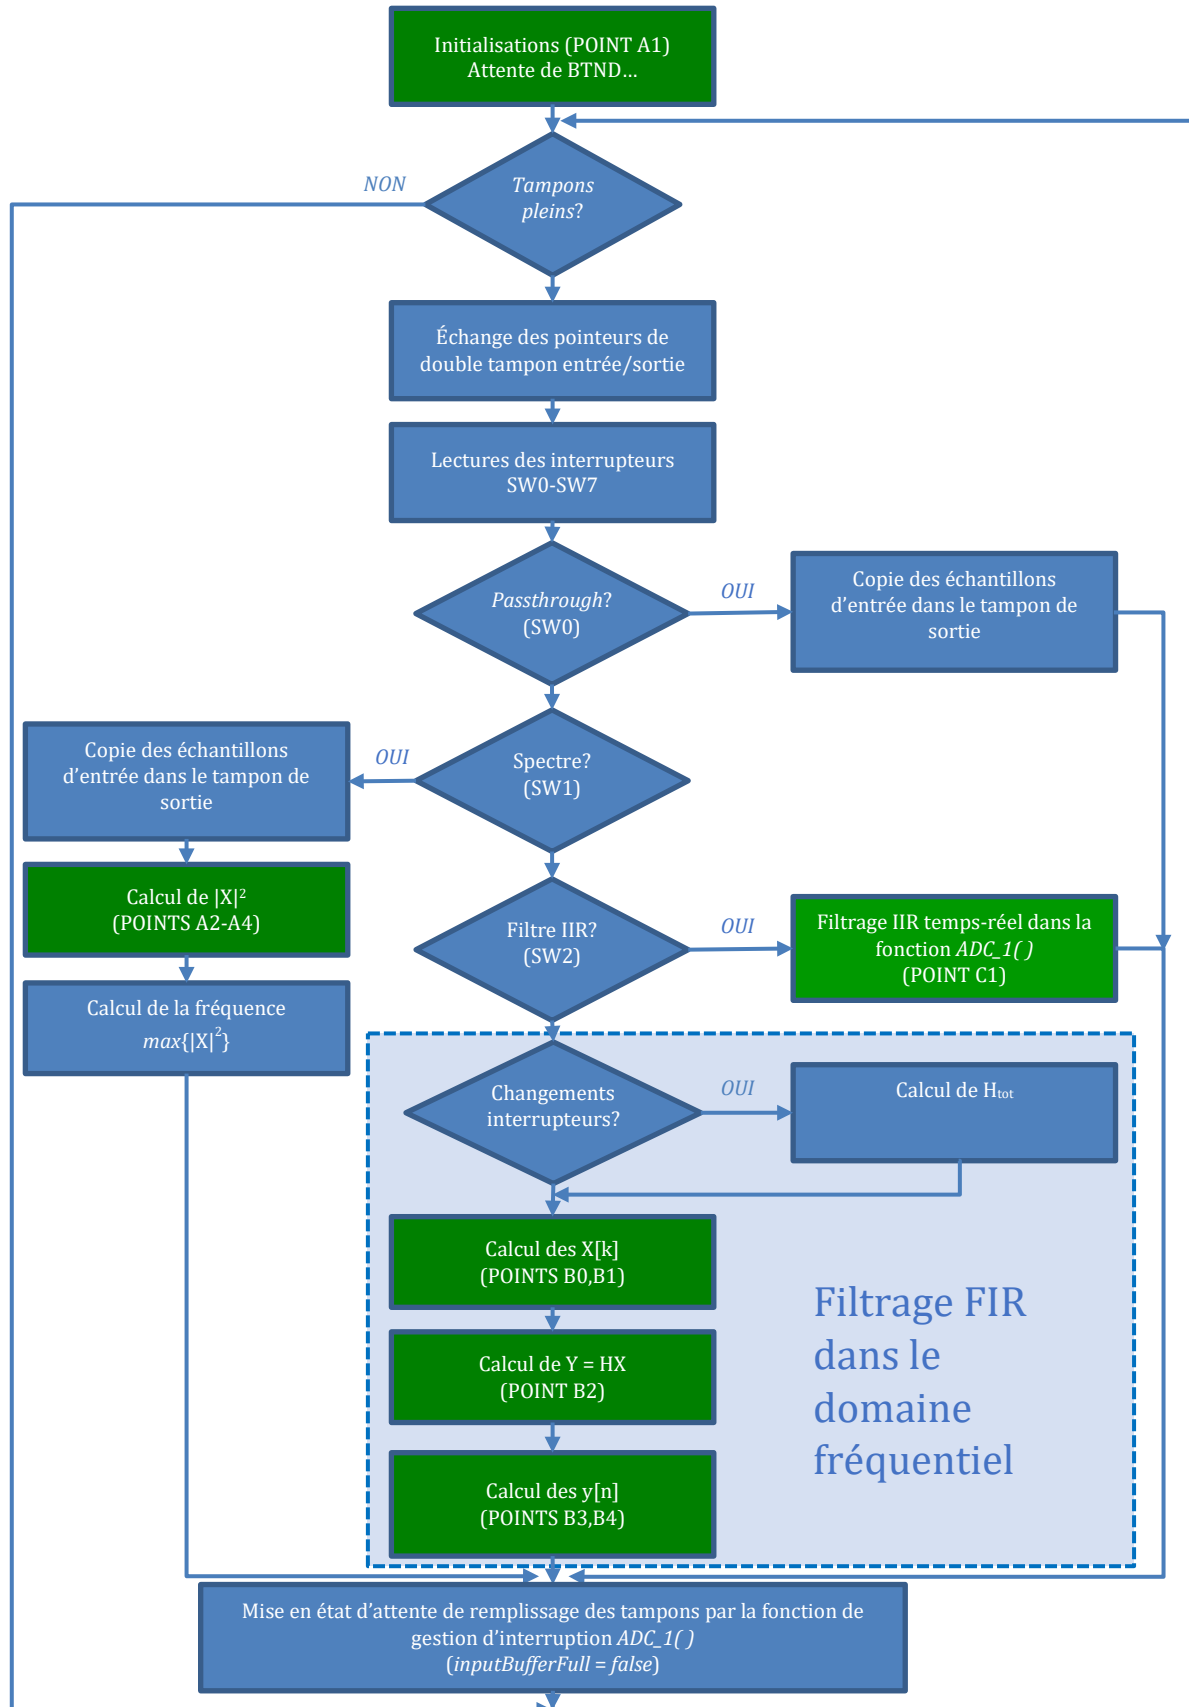 Initialisations (POINT A1)
Attente de BTND…
NON
Tampons
pleins?
Échange des pointeurs de
double tampon entrée/sortie
Lectures des interrupteurs
SW0-SW7
Passthrough?
(SW0)
OUI
Copie des échantillons
d'entrée dans le tampon de
sortie
Copie des échantillons
d'entrée dans le tampon de
sortie
OUI
Spectre?
(SW1)
Calcul de |X|²
(POINTS A2-A4)
Filtre IIR?
(SW2)
OUI
Filtrage IIR temps-réel dans la
fonction ADC_1( )
(POINT C1)
Calcul de la fréquence
max{|X|²}
Changements
interrupteurs?
OUI
Calcul de Htot
Calcul des X[k]
(POINTS B0,B1)
Calcul de Y = HX
(POINT B2)
Calcul des y[n]
(POINTS B3,B4)
Filtrage FIR
dans le
domaine
fréquentiel
Mise en état d'attente de remplissage des tampons par la fonction de
gestion d'interruption ADC_1( )
(inputBufferFull = false)